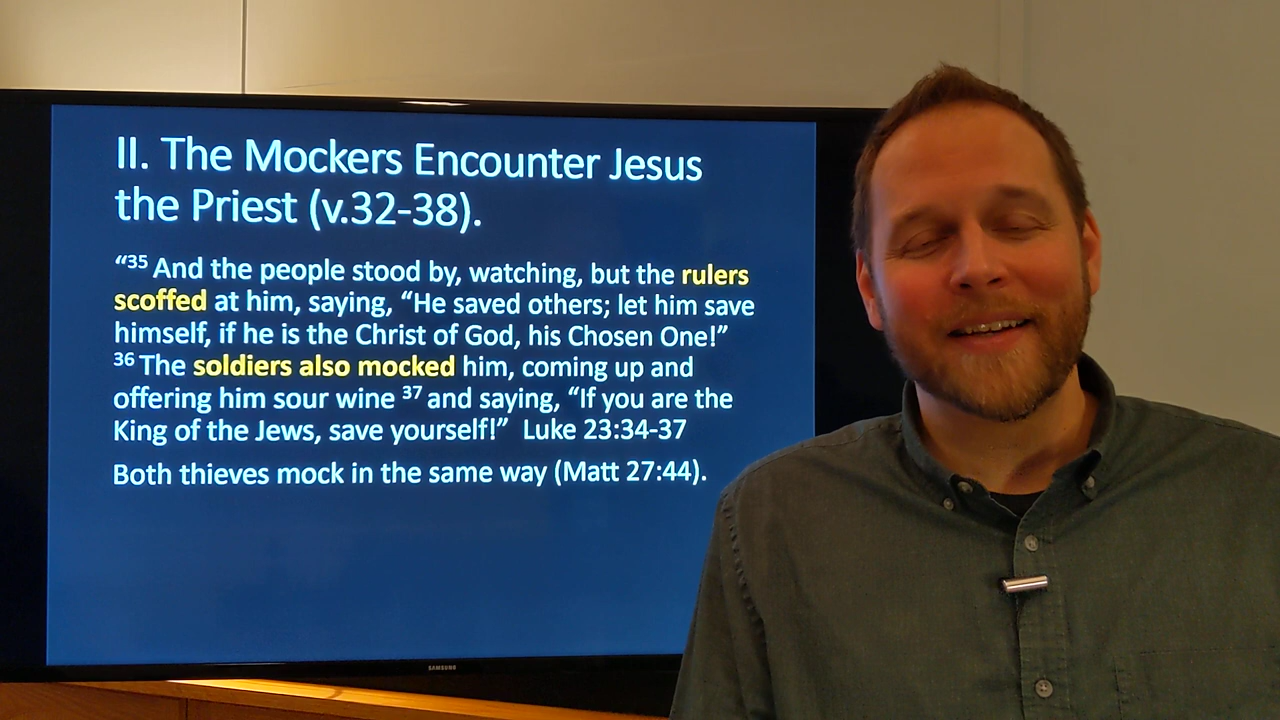 II. The Mockers Encounter Jesus
the Priest (v.32-38).
“35 And the people stood by, watching, but the rulers
scoffed at him, saying, “He saved others; let him save
himself, if he is the Christ of God, his Chosen One!”
36 The soldiers also mocked him, coming up and
offering him sour wine 37 and saying, “If you are the
King of the Jews, save yourself!” Luke 23:34-37
Both thieves mock in the same way (Matt 27:44).
SAMSUNG